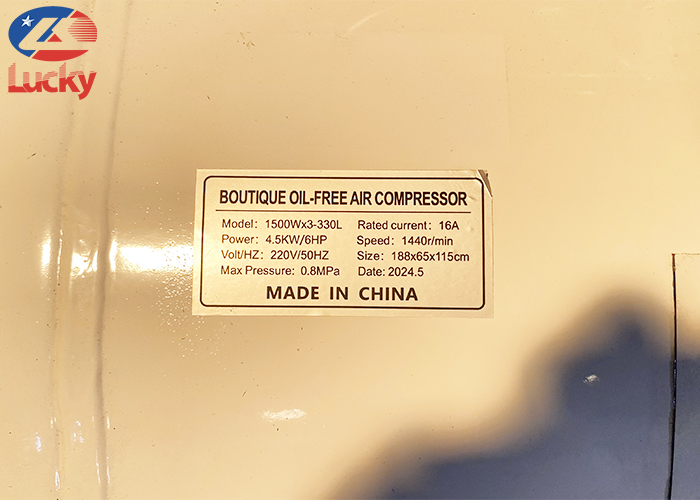 Lucky
BOUTIQUE OIL-FREE AIR COMPRESSOR
Model: 1500Wx3-330L Rated current: 16A
Power: 4.5KW/6HP Speed: 1440r/min
Volt/HZ: 220V/50HZ Size: 188x65x115cm
Max Pressure: 0.8MPa Date: 2024.5
MADE IN CHINA